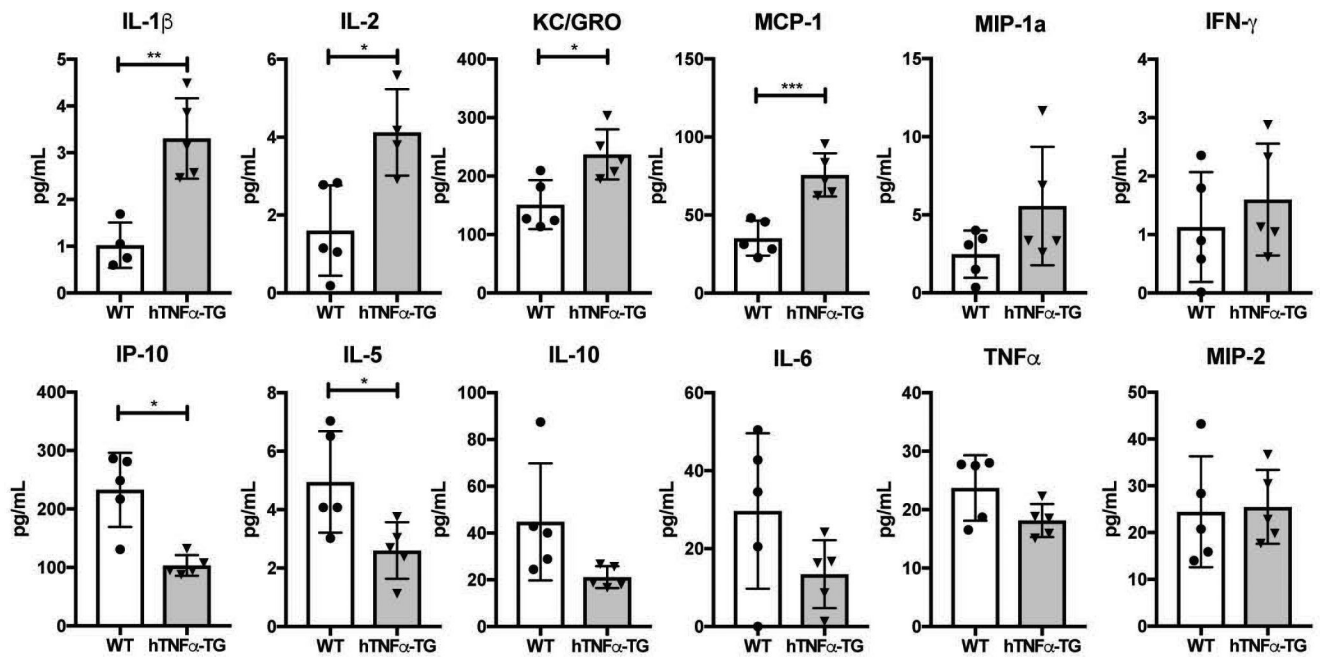 IL-1β
**
5
4
3
2
1
0
pg/mL
WT hTNFα-TG
IL-2
*
6
4
2
0
pg/mL
WT hTNFα-TG
KC/GRO
*
400
300
200
100
0
pg/mL
WT hTNFα-TG
MCP-1
***
150
100
50
0
pg/mL
WT hTNFα-TG
MIP-1a
15
10
5
0
pg/mL
WT hTNFα-TG
IFN-γ
4
3
2
1
0
pg/mL
WT hTNFα-TG
IP-10
*
400
300
200
100
0
pg/mL
WT hTNFα-TG
IL-5
*
8
6
4
2
0
pg/mL
WT hTNFα-TG
IL-10
100
80
60
40
20
0
pg/mL
WT hTNFα-TG
IL-6
60
40
20
0
pg/mL
WT hTNFα-TG
TNFα
40
30
20
10
0
pg/mL
WT hTNFα-TG
MIP-2
50
40
30
20
10
0
pg/mL
WT hTNFα-TG